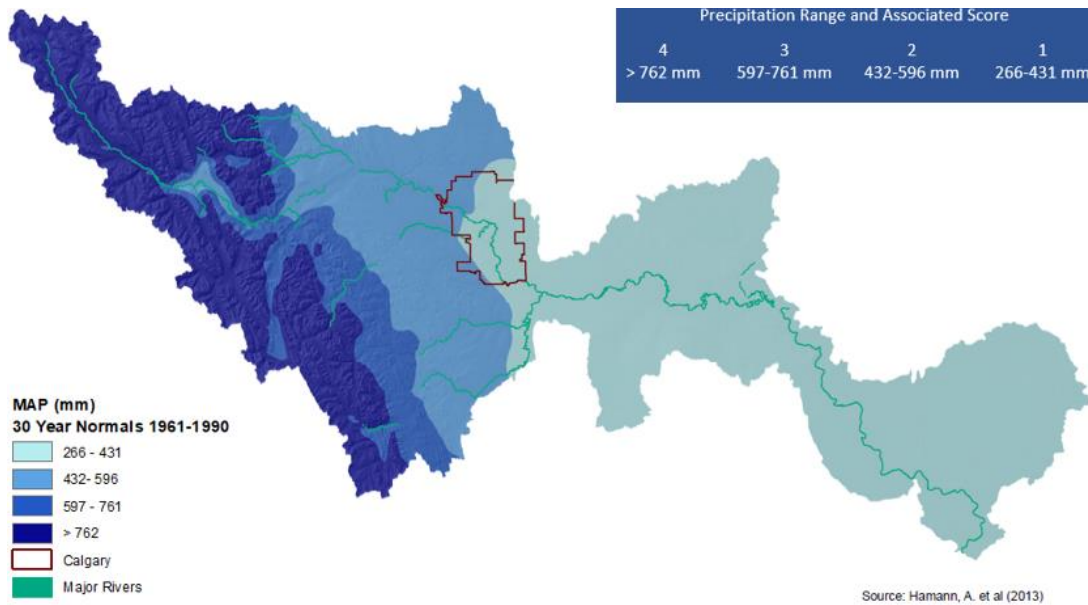 Precipitation Range and Associated Score
4 3 2 1
> 762 mm 597-761 mm 432-596 mm 266-431 mm
MAP (mm)
30 Year Normals 1961-1990
266 - 431
432- 596
597 - 761
> 762
Calgary
Major Rivers
Source: Hamann, A. et al (2013)